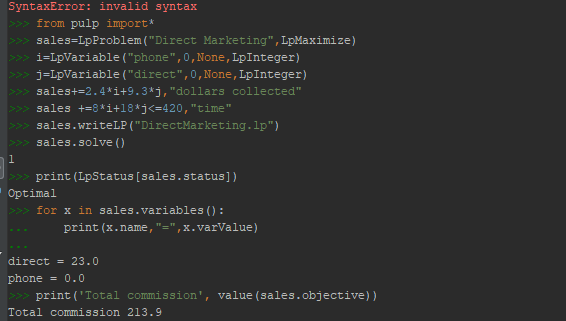 SyntaxError: invalid syntax
>>> from pulp import*
>>> sales=LpProblem("Direct Marketing",LpMaximize)
>>> i=LpVariable("phone",0,None,LpInteger)
>>> j=LpVariable("direct",0,None,LpInteger)
>>> sales+=2.4*i+9.3*j,"dollars collected"
>>> sales +=8*i+18*j<=420,"time"
>>> sales.writeLP("DirectMarketing.lp")
>>> sales.solve()
1
>>> print(LpStatus[sales.status])
Optimal
>>> for x in sales.variables():
...     print(x.name,"=",x.varValue)
...
direct = 23.0
phone = 0.0
>>> print('Total commission', value(sales.objective))
Total commission 213.9